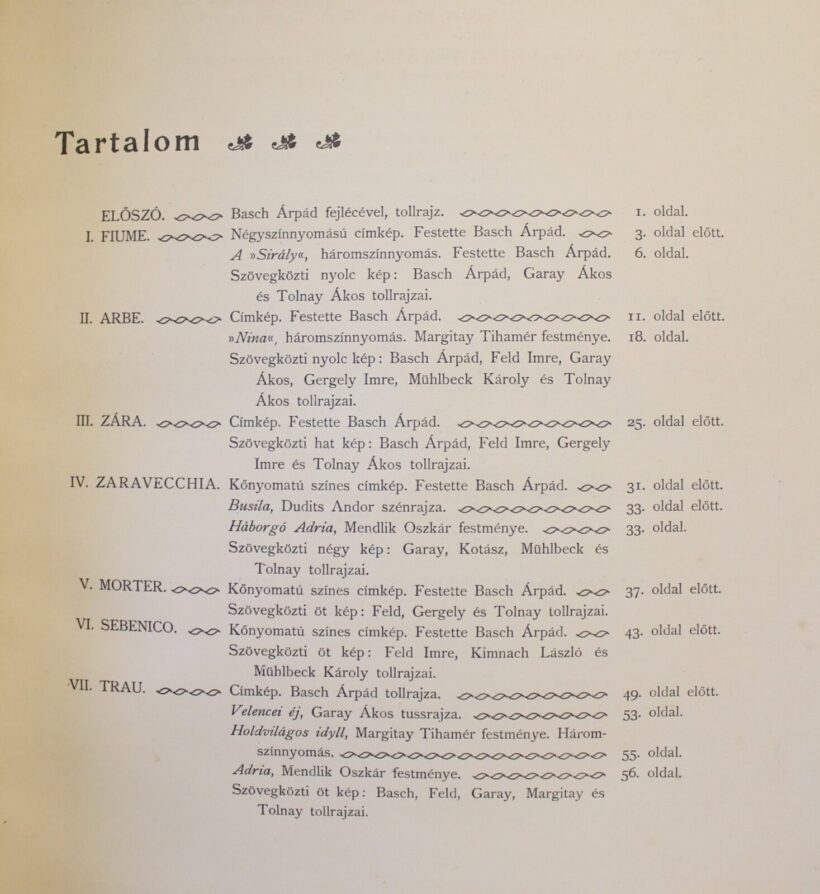 Tartalom
ELŐSZÓ. Basch Árpád fejlécével, tollrajz. 1. oldal.
I. FIUME. Négyszínnyomású címkép. Festette Basch Árpád. 3. oldal előtt.
A »Sirály«, háromszínnyomás. Festette Basch Árpád. 6. oldal.
Szövegközti nyolc kép: Basch Árpád, Garay Ákos
és Tolnay Ákos tollrajzai.
II. ARBE. Címkép. Festette Basch Árpád. 11. oldal előtt.
»Nina«, háromszínnyomás. Margitay Tihamér festménye. 18. oldal.
Szövegközti nyolc kép: Basch Árpád, Feld Imre, Garay
Ákos, Gergely Imre, Mühlbeck Károly és Tolnay
Ákos tollrajzai.
III. ZÁRA. Címkép. Festette Basch Árpád. 25. oldal előtt.
Szövegközti hat kép: Basch Árpád, Feld Imre, Gergely
Imre és Tolnay Ákos tollrajzai.
IV. ZARAVECCHIA. Kőnyomatú színes címkép. Festette Basch Árpád. 31. oldal előtt.
Busila, Dudits Andor szénrajza. 33. oldal előtt.
Háborgó Adria, Mendlik Oszkár festménye. 33. oldal.
Szövegközti négy kép: Garay, Kotász, Mühlbeck és
Tolnay tollrajzai.
V. MORTER. Kőnyomatú színes címkép. Festette Basch Árpád. 37. oldal előtt.
Szövegközti öt kép: Feld, Gergely és Tolnay tollrajzai.
VI. SEBENICO. Kőnyomatú színes címkép. Festette Basch Árpád. 43. oldal előtt.
Szövegközti öt kép: Feld Imre, Kimnach László és
Mühlbeck Károly tollrajzai.
VII. TRAU. Címkép. Basch Árpád tollrajza. 49. oldal előtt.
Velencei éj, Garay Ákos tussrajza. 53. oldal.
Holdvilágos idyll, Margitay Tihamér festménye. Három-
színnyomás. 55. oldal.
Adria, Mendlik Oszkár festménye. 56. oldal.
Szövegközti öt kép: Basch, Feld, Garay, Margitay és
Tolnay tollrajzai.